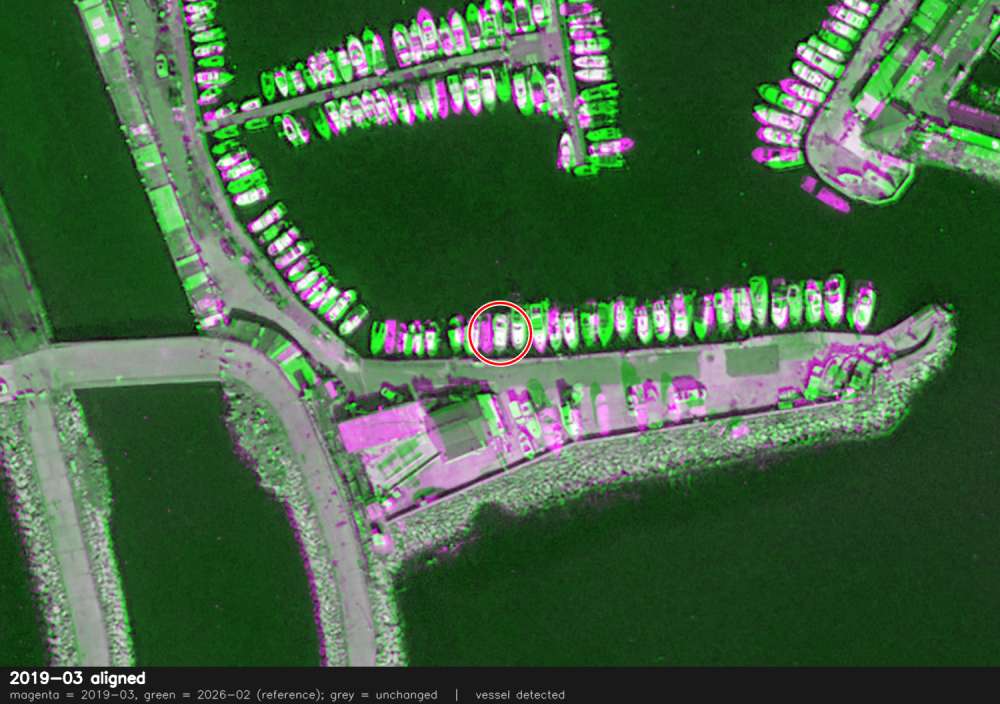 2019-03 aligned
magenta = 2019-03, green = 2026-02 (reference); grey = unchanged | vessel detected